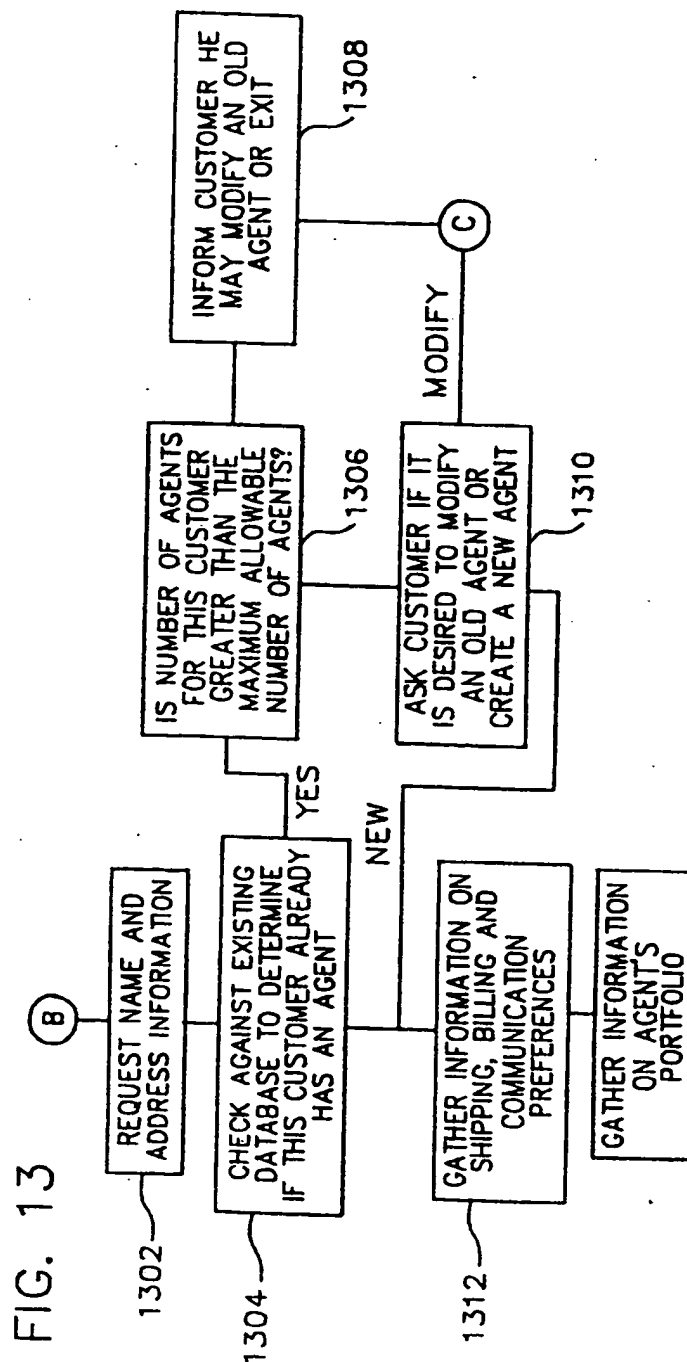 FIG. 13
B
REQUEST NAME AND
ADDRESS INFORMATION
1302
CHECK AGAINST EXISTING
DATABASE TO DETERMINE
IF THIS CUSTOMER ALREADY
HAS AN AGENT
1304
YES
IS NUMBER OF AGENTS
FOR THIS CUSTOMER
GREATER THAN THE
MAXIMUM ALLOWABLE
NUMBER OF AGENTS?
1306
INFORM CUSTOMER HE
MAY MODIFY AN OLD
AGENT OR EXIT
1308
C
MODIFY
ASK CUSTOMER IF IT
IS DESIRED TO MODIFY
AN OLD AGENT OR
CREATE A NEW AGENT
1310
NEW
GATHER INFORMATION ON
SHIPPING, BILLING AND
COMMUNICATION
PREFERENCES
1312
GATHER INFORMATION
ON AGENT'S
PORTFOLIO